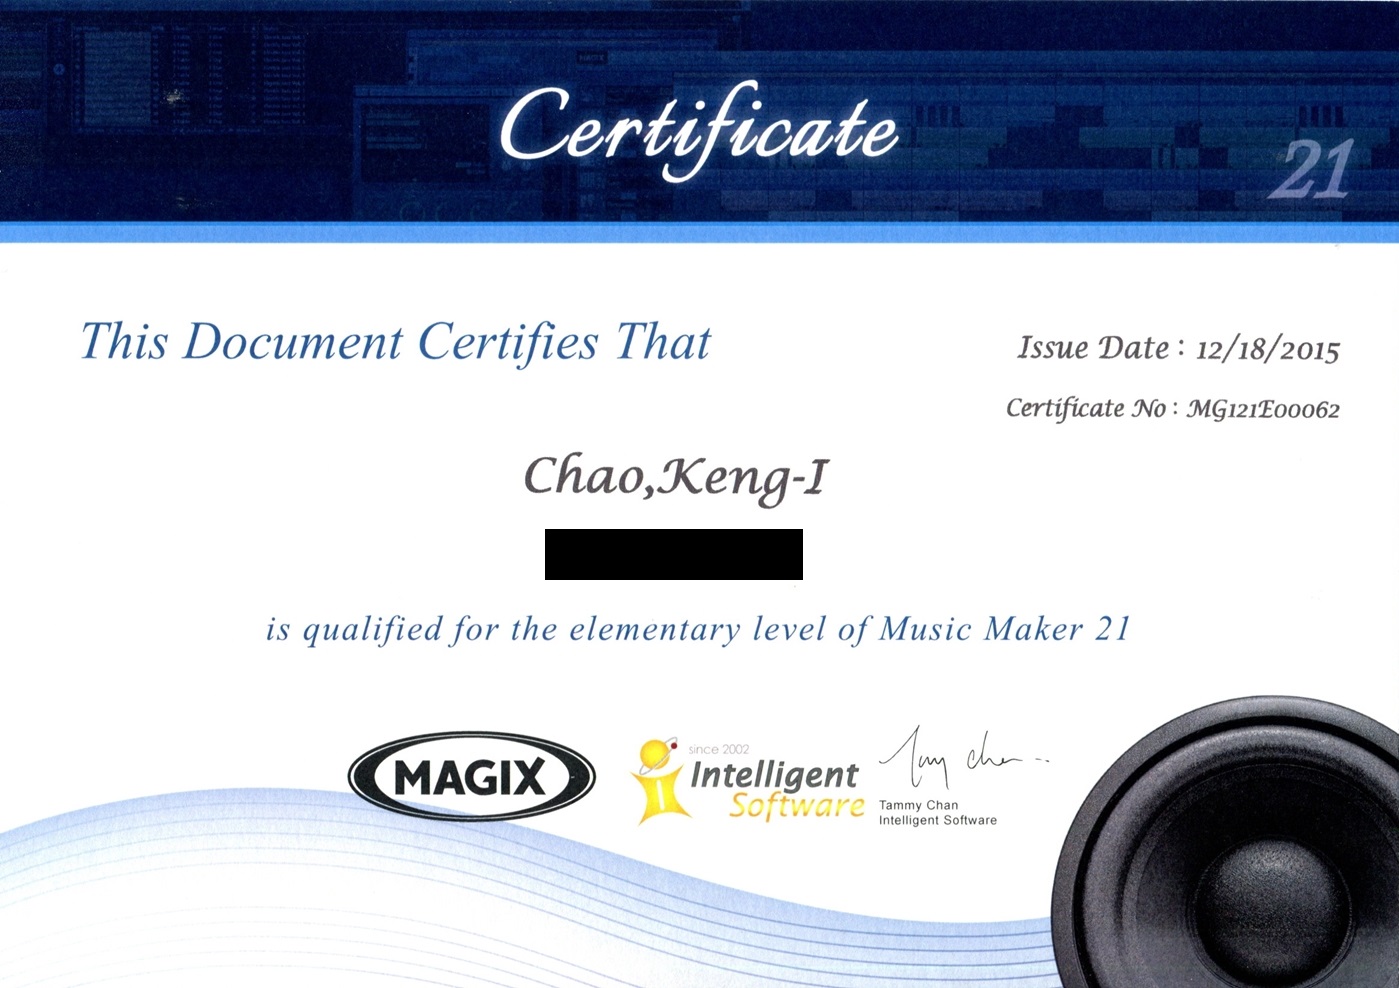 Certificate
21
This Document Certifies That
Issue Date : 12/18/2015
Certificate No : MG121E00062
Chao,Keng-I
is qualified for the elementary level of Music Maker 21
MAGIX
since 2002
Intelligent
Software
Tammy Chan
Tammy Chan
Intelligent Software